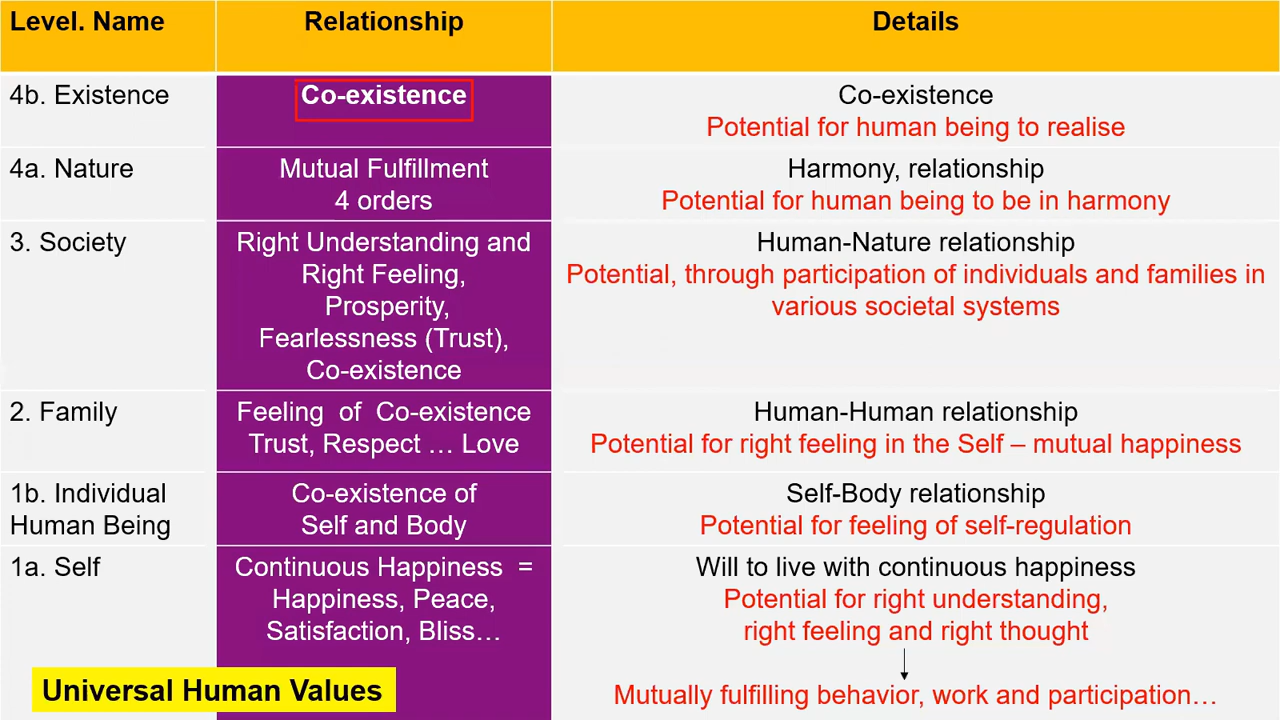 Level. Name
Relationship
Details
4b. Existence
Co-existence
Co-existence
Potential for human being to realise
4a. Nature
Mutual Fulfillment
4 orders
Harmony, relationship
Potential for human being to be in harmony
3. Society
Right Understanding and
Right Feeling,
Prosperity,
Fearlessness (Trust),
Co-existence
Human-Nature relationship
Potential, through participation of individuals and families in
various societal systems
2. Family
Feeling of Co-existence
Trust, Respect … Love
Human-Human relationship
Potential for right feeling in the Self – mutual happiness
1b. Individual
Human Being
Co-existence of
Self and Body
Self-Body relationship
Potential for feeling of self-regulation
1a. Self
Continuous Happiness =
Happiness, Peace,
Satisfaction, Bliss…
Will to live with continuous happiness
Potential for right understanding,
right feeling and right thought
Mutually fulfilling behavior, work and participation…
Universal Human Values